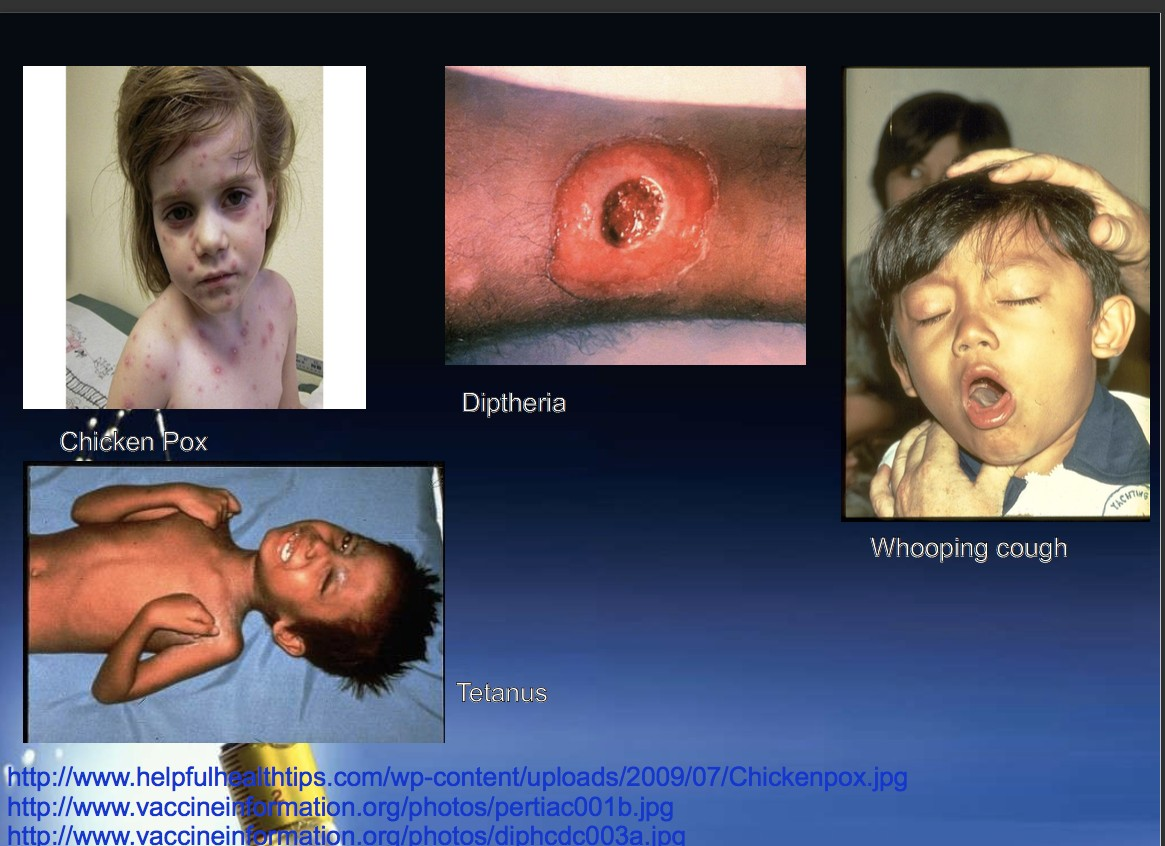 Chicken Pox
Diptheria
Whooping cough
Tetanus
http://www.helpfulhealthtips.com/wp-content/uploads/2009/07/Chickenpox.jpg
http://www.vaccineinformation.org/photos/pertiac001b.jpg
http://www.vaccineinformation.org/photos/diphcdc003a.jpg